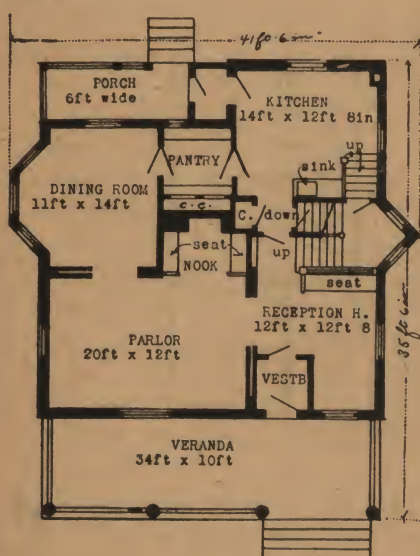 41ft 6in
PORCH
6ft wide
KITCHEN
14ft x 12ft 8in
up
PANTRY
sink
DINING ROOM
11ft x 14ft
C. C.
C.
down
seat
NOOK
up
seat
RECEPTION H.
12ft x 12ft 8
PARLOR
20ft x 12ft
VESTB
35ft 6in
VERANDA
34ft x 10ft